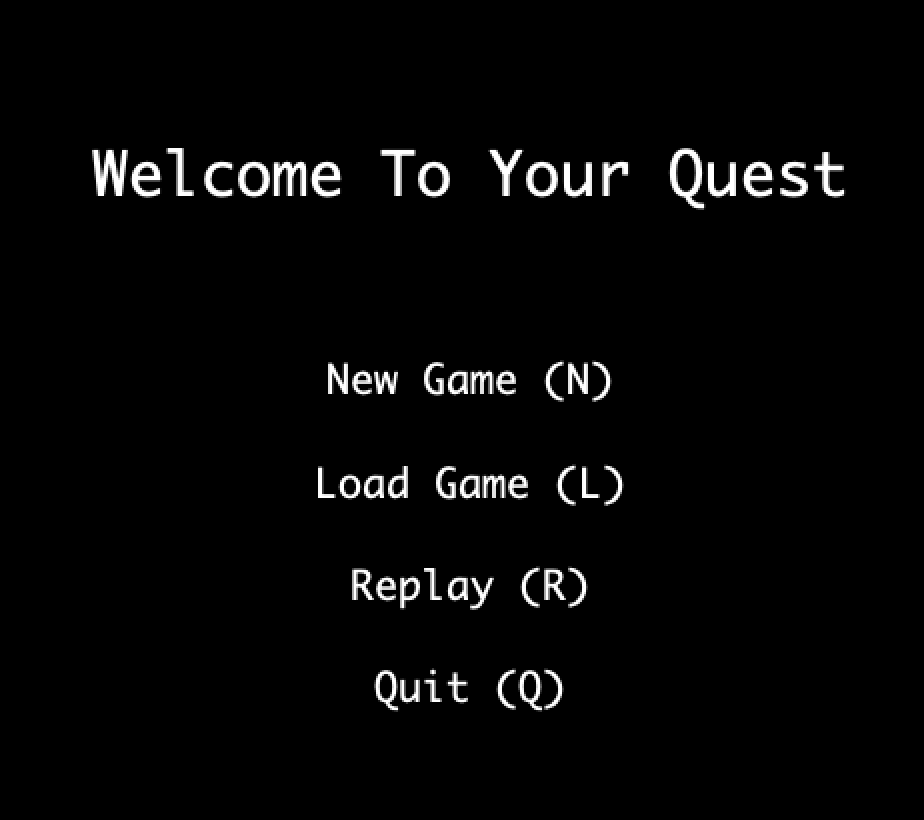 Welcome To Your Quest
New Game (N)
Load Game (L)
Replay (R)
Quit (Q)